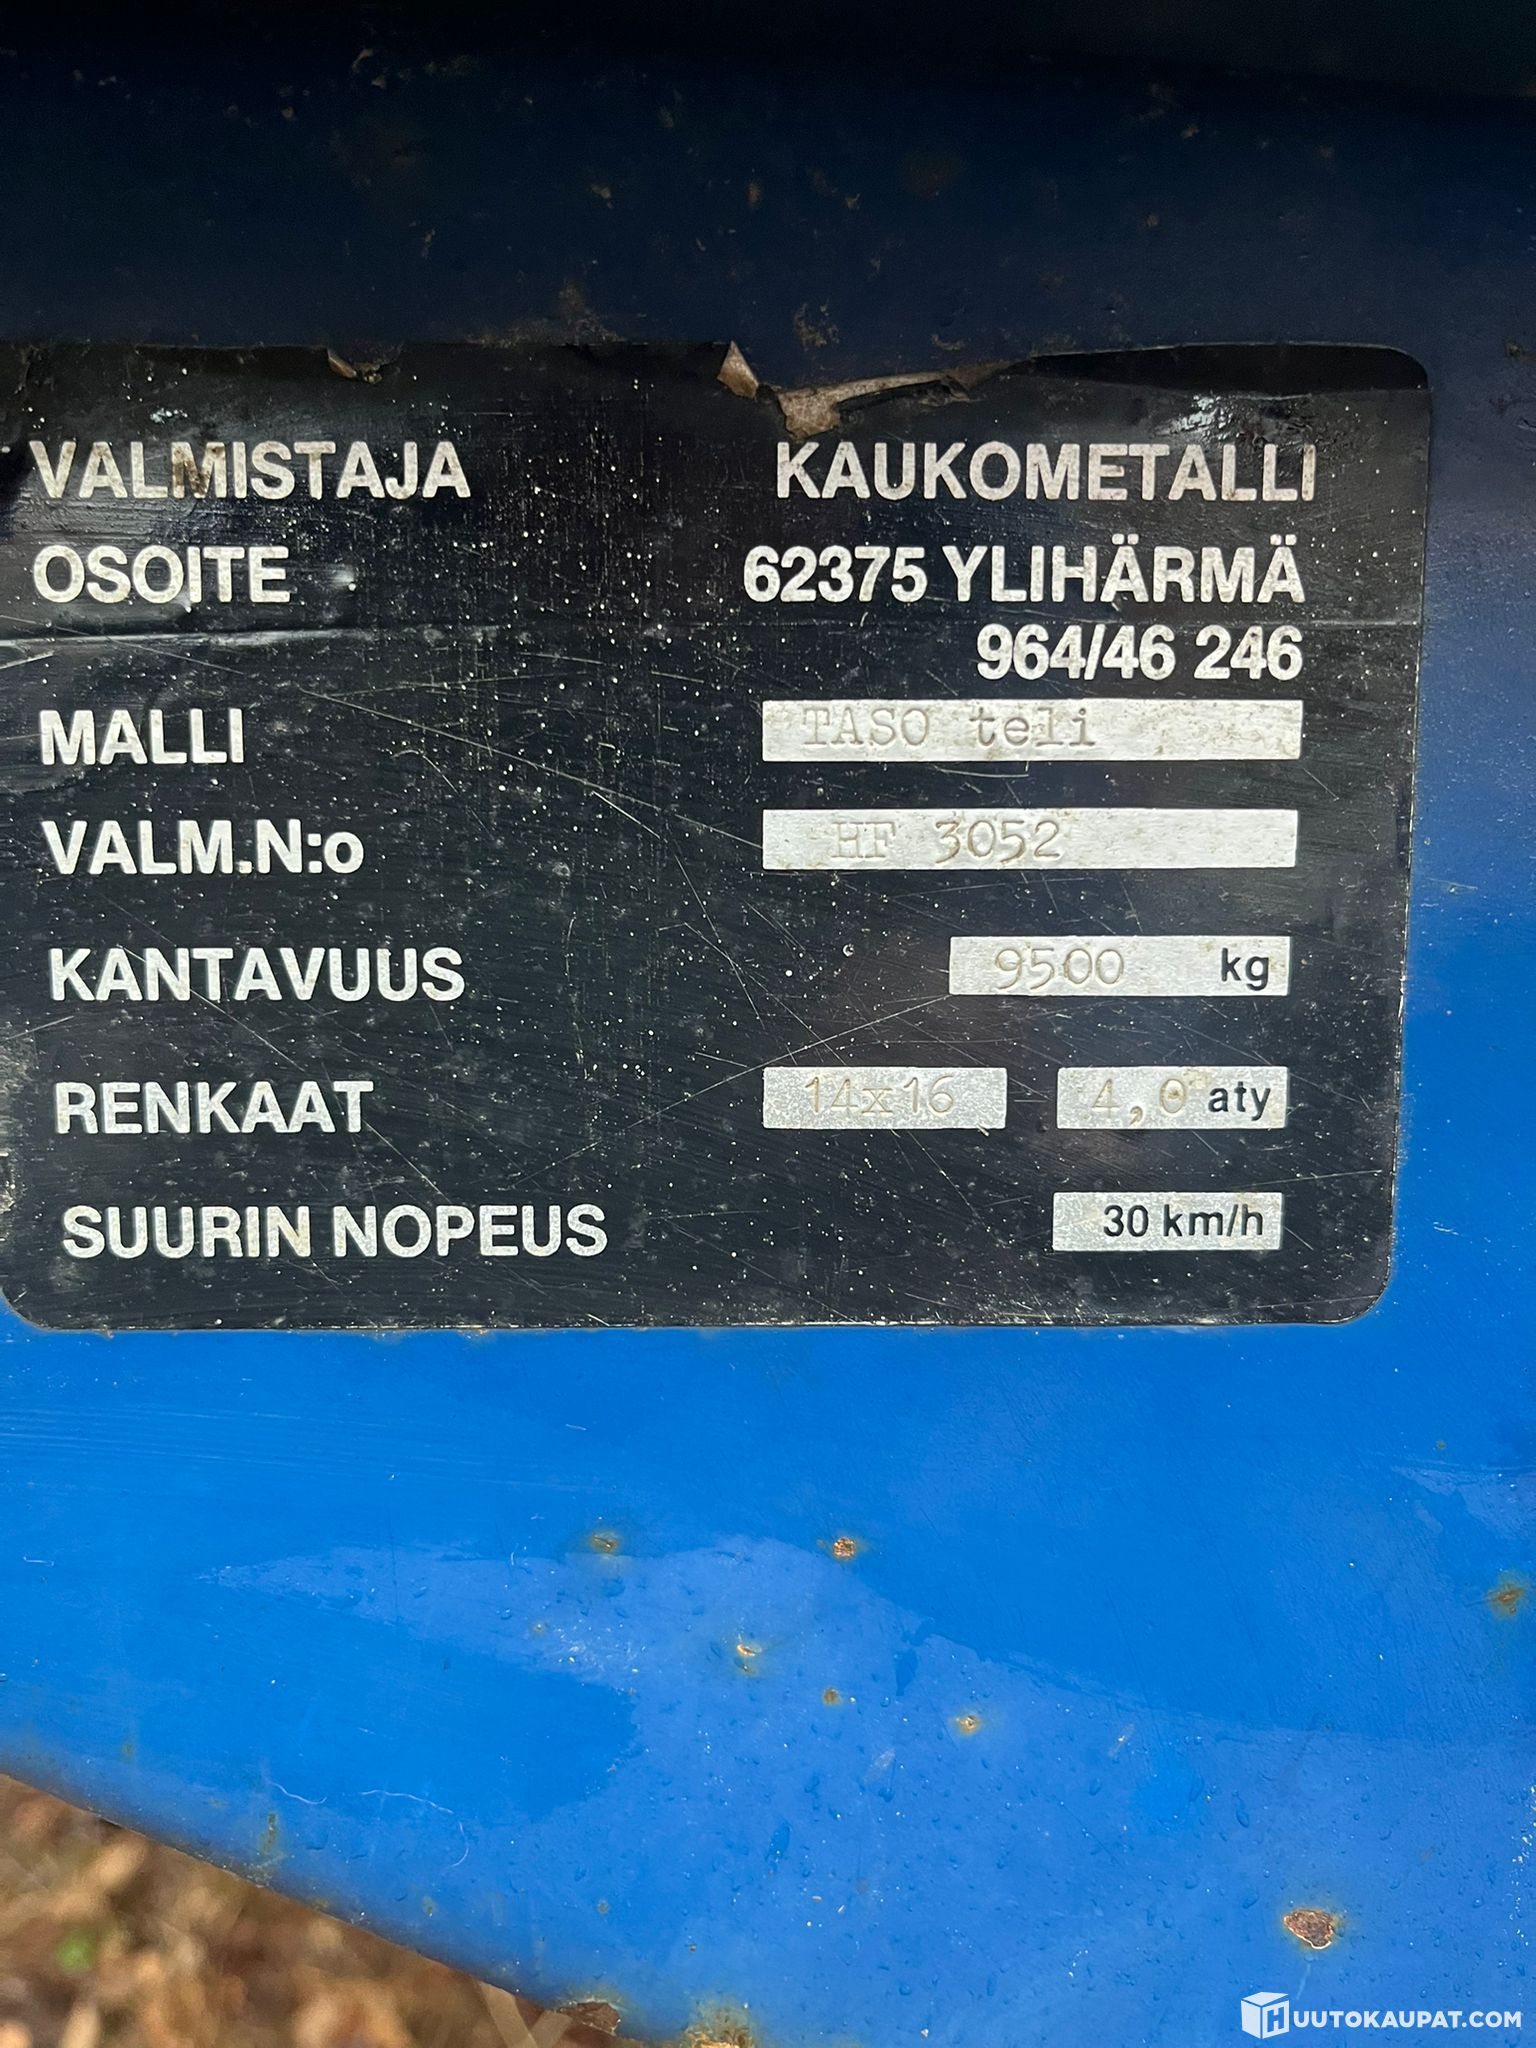 VALMISTAJA KAUKOMETALLI
OSOITE 62375 YLIHÄRMÄ
964/46 246
MALLI TASO teli
VALM.N:o HF 3052
KANTAVUUS 9500 kg
RENKAAT 14x16 4,0 aty
SUURIN NOPEUS 30 km/h
HUUTOKAUPAT.COM